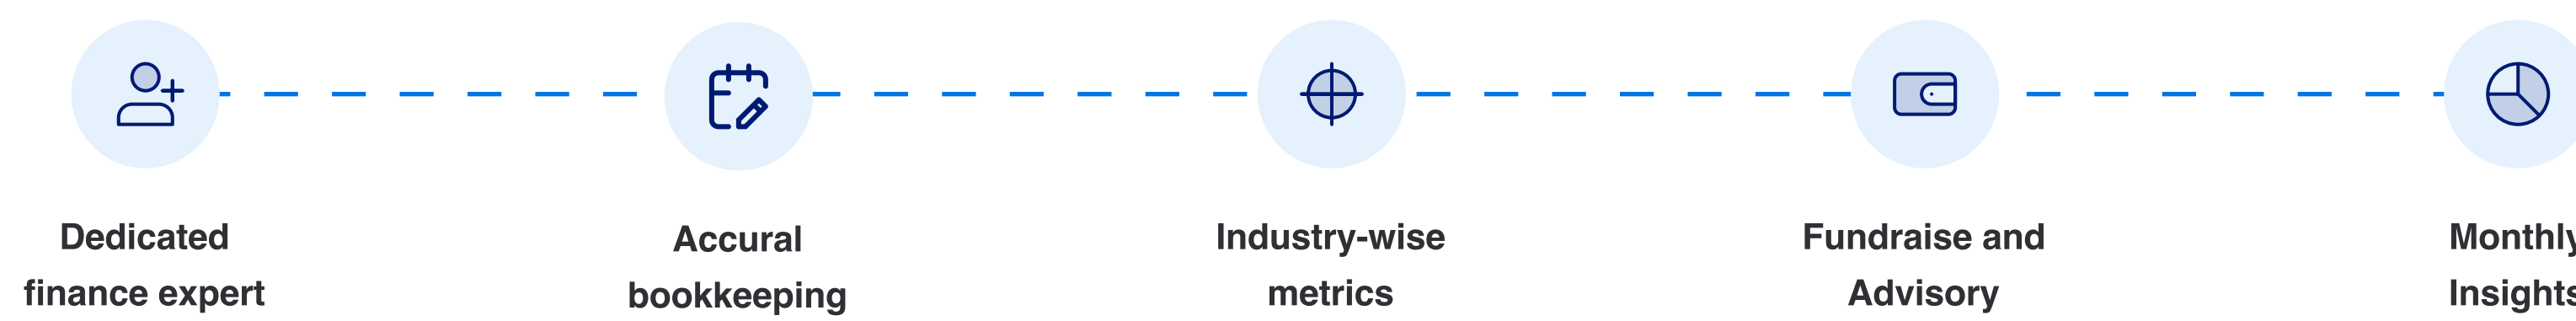 Dedicated
finance expert
Accural
bookkeeping
Industry-wise
metrics
Fundraise and
Advisory
Monthly
Insights